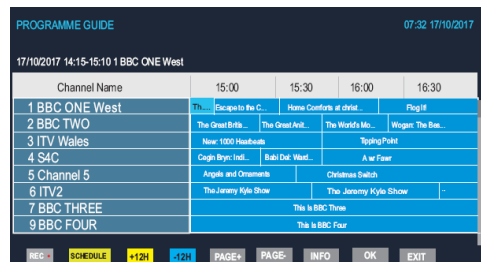 PROGRAMME GUIDE 07:32 17/10/2017
17/10/2017 14:15-15:10 1 BBC ONE West
Channel Name 15:00 15:30 16:00 16:30
1 BBC ONE West Th... Escape to the C... Home Comforts at christ... Flog It!
2 BBC TWO The Great Britis... The Great Anit... The World's Mo... Wogan: The Bes...
3 ITV Wales New: 1000 Heartbeats Tipping Point
4 S4C Cegin Bryn: Indi... Babi Del: Ward... A wr Fawr
5 Channel 5 Angels and Ornaments Christmas Switch
6 ITV2 The Jeremy Kyle Show The Jeremy Kyle Show ..
7 BBC THREE This Is BBC Three
9 BBC FOUR This Is BBC Four
REC SCHEDULE +12H -12H PAGE+ PAGE- INFO OK EXIT